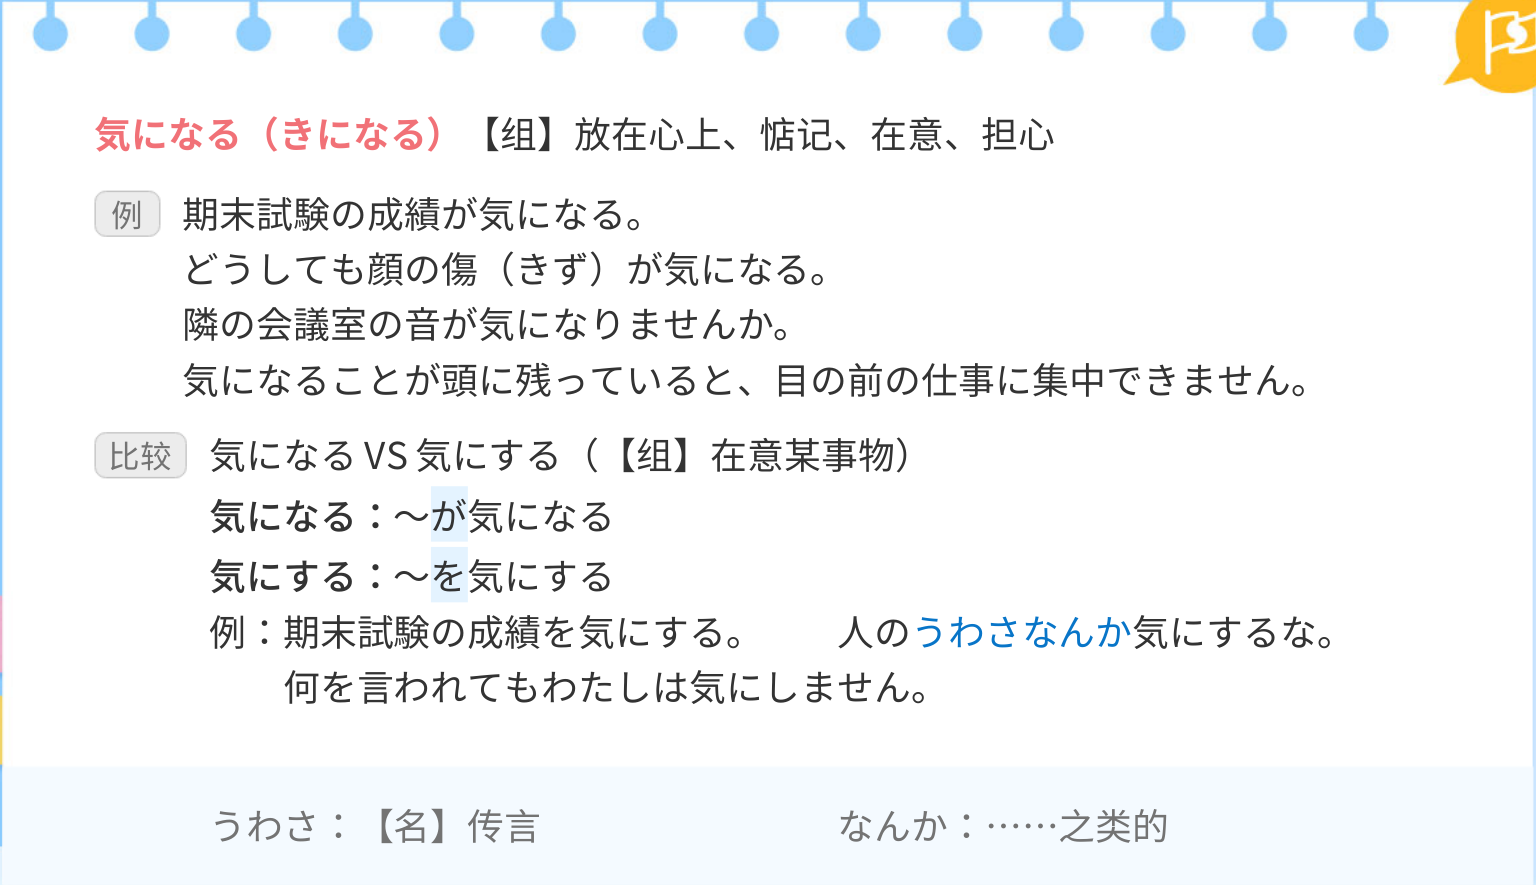 気になる（きになる）【组】放在心上、惦记、在意、担心
例 期末試験の成績が気になる。
どうしても顔の傷（きず）が気になる。
隣の会議室の音が気になりませんか。
気になることが頭に残っていると、目の前の仕事に集中できません。
比较 気になる VS 気にする（【组】在意某事物）
気になる：～が気になる
気にする：～を気にする
例：期末試験の成績を気にする。 人のうわさなんか気にするな。
何を言われてもわたしは気にしません。
うわさ：【名】传言 なんか：……之类的